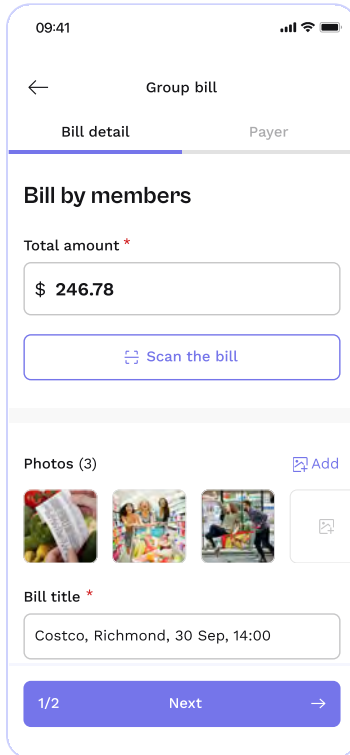 09:41
Group bill
Bill detail Payer
Bill by members
Total amount *
$ 246.78
Scan the bill
Photos (3) Add
Bill title *
Costco, Richmond, 30 Sep, 14:00
1/2 Next